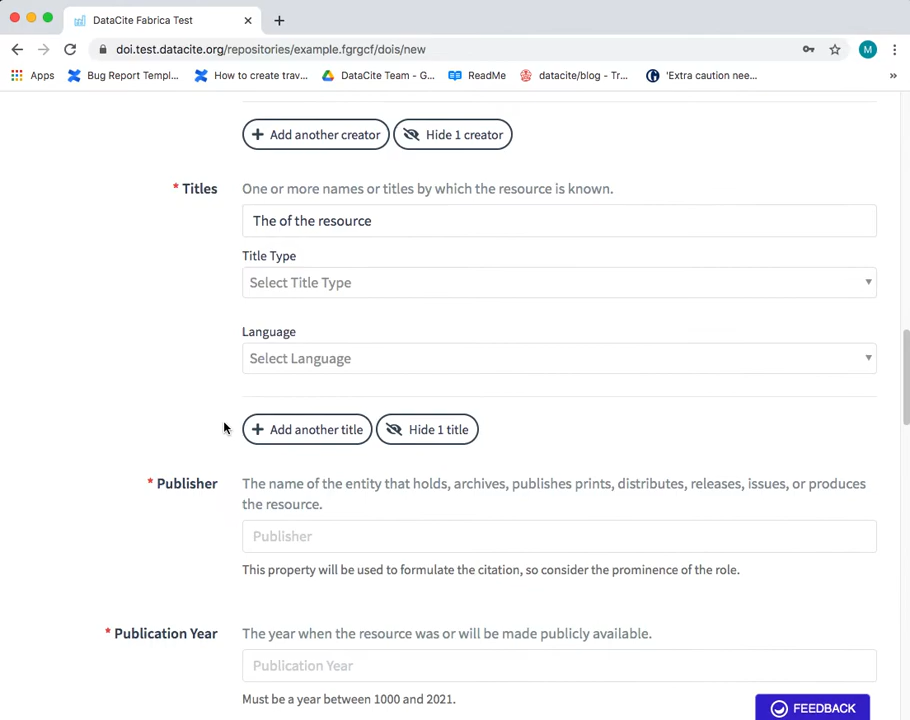 DataCite Fabrica Test
doi.test.datacite.org/repositories/example.fgrgcf/dois/new
M
Apps
Bug Report Templ...
How to create trav...
DataCite Team - G...
ReadMe
datacite/blog - Tr...
'Extra caution nee...
»
+ Add another creator
Hide 1 creator
* Titles
One or more names or titles by which the resource is known.
The of the resource
Title Type
Select Title Type
Language
Select Language
+ Add another title
Hide 1 title
* Publisher
The name of the entity that holds, archives, publishes prints, distributes, releases, issues, or produces
the resource.
Publisher
This property will be used to formulate the citation, so consider the prominence of the role.
* Publication Year
The year when the resource was or will be made publicly available.
Publication Year
Must be a year between 1000 and 2021.
FEEDBACK